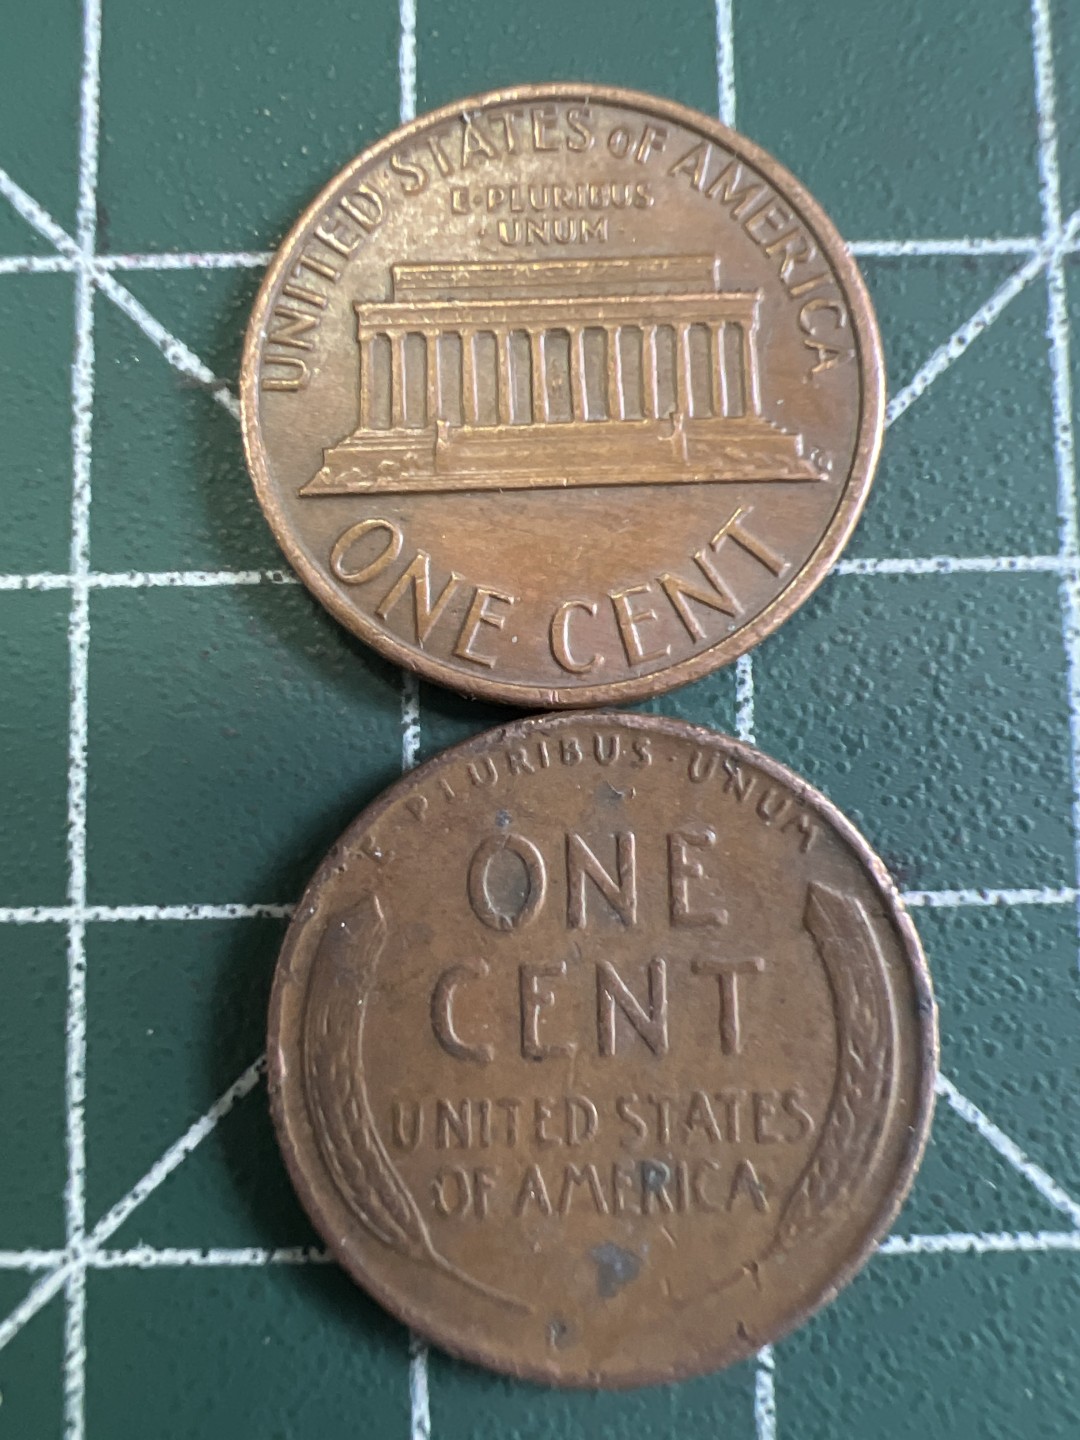 UNITED STATES OF AMERICA
E·PLURIBUS
UNUM
ONE CENT
E PLURIBUS·UNUM
ONE
CENT
UNITED STATES
OF AMERICA